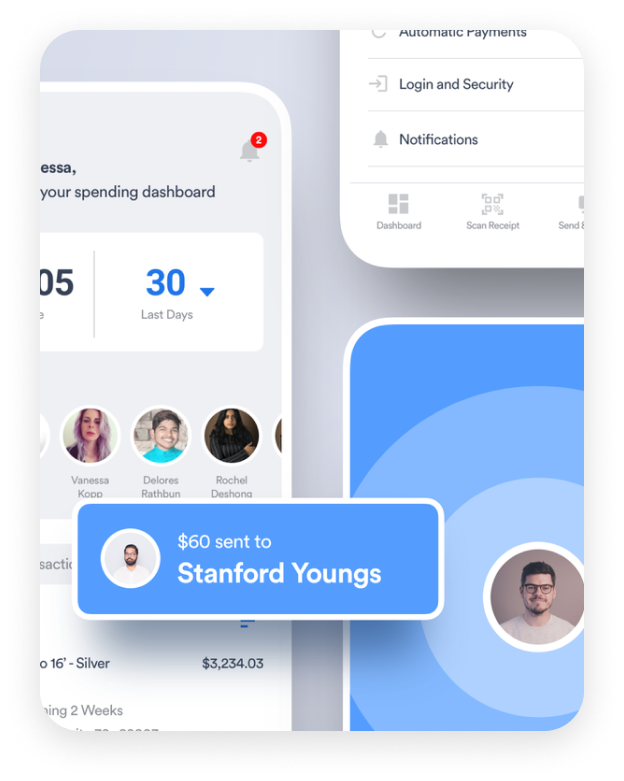 Automatic Payments
Login and Security
Notifications
Dashboard
Scan Receipt
Send &
2
essa,
your spending dashboard
05
30
e
Last Days
Vanessa
Kopp
Delores
Rathbun
Rochel
Deshong
$60 sent to
Stanford Youngs
sactic
o 16' - Silver
$3,234.03
ning 2 Weeks